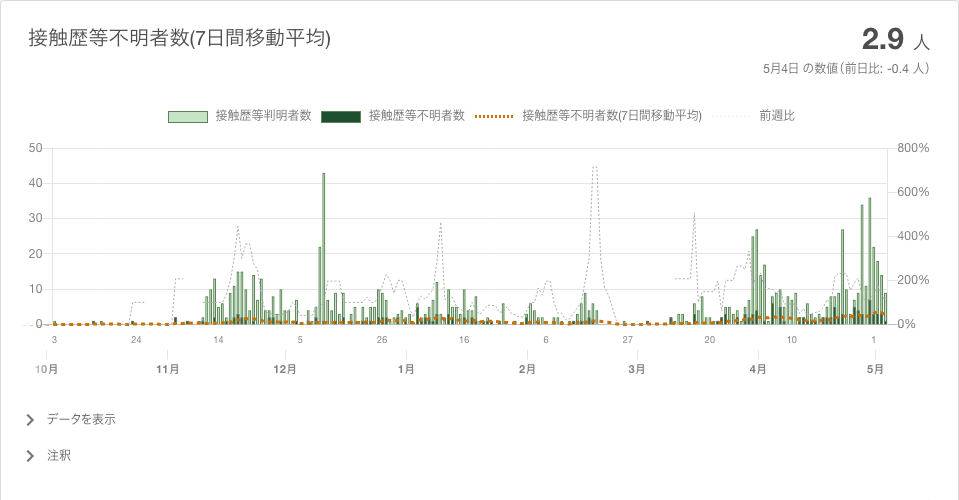 接触歴等不明者数(7日間移動平均)
2.9 人
5月4日 の数値（前日比: -0.4 人）
接触歴等判明者数 接触歴等不明者数 接触歴等不明者数(7日間移動平均) 前週比
50 800%
40 600%
30 400%
20 200%
10 0%
0
3 24 14 5 26 16 6 27 20 10 1
10月 11月 12月 1月 2月 3月 4月 5月
データを表示
注釈